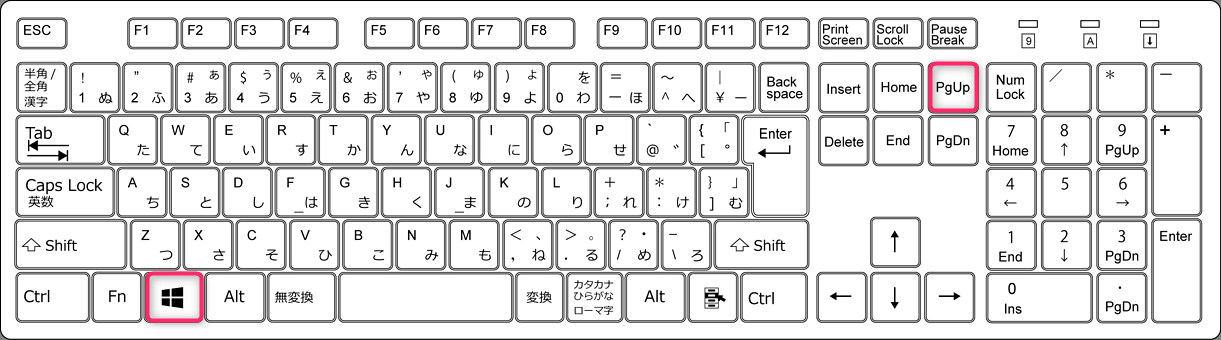 ESC F1 F2 F3 F4 F5 F6 F7 F8 F9 F10 F11 F12 Print Screen Scroll Lock Pause Break 9 A
半角/全角 漢字 ! 1 ぬ " 2 ふ # ぁ 3 あ $ ぅ 4 う % ぇ 5 え & ぉ 6 お ' ゃ 7 や ( ゅ 8 ゆ ) ょ 9 よ を 0 わ = ー ほ ～ ^ へ | ¥ ー Back space Insert Home PgUp Num Lock ／ * ー
Tab Q た W て E い R す T か Y ん U な I に O ら P せ ` @ ゛ { 「 [ ゜ Enter Delete End PgDn 7 Home 8 ↑ 9 PgUp +
Caps Lock 英数 A ち S と D し F _は G き H く J _ま K の L り + ; れ * : け } 」 ] む 4 ← 5 6 →
⇧ Shift Z つ X さ C そ V ひ B こ N み M も < 、 , ね > 。 . る ? ・ / め _ \ ろ ⇧ Shift ↑ 1 End 2 ↓ 3 PgDn Enter
Ctrl Fn Alt 無変換 変換 カタカナ ひらがな ローマ字 Alt Ctrl ← ↓ → 0 Ins . PgDn